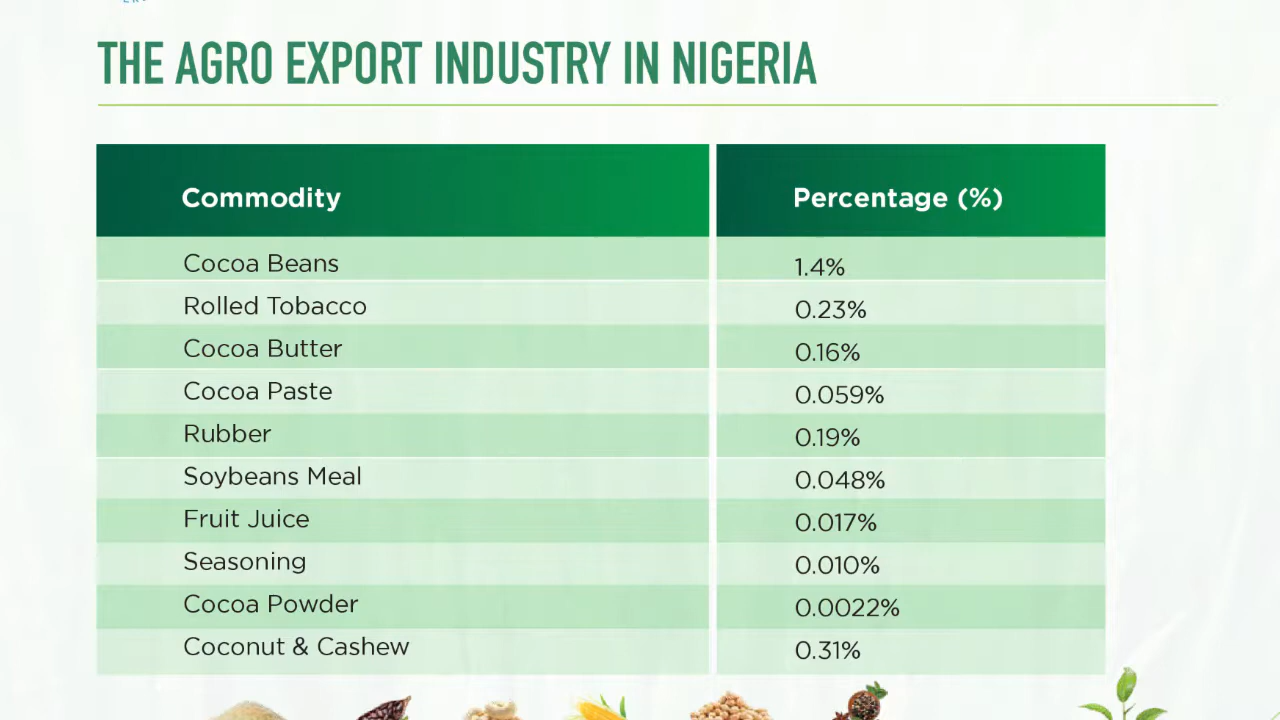 THE AGRO EXPORT INDUSTRY IN NIGERIA
Commodity Percentage (%)
Cocoa Beans 1.4%
Rolled Tobacco 0.23%
Cocoa Butter 0.16%
Cocoa Paste 0.059%
Rubber 0.19%
Soybeans Meal 0.048%
Fruit Juice 0.017%
Seasoning 0.010%
Cocoa Powder 0.0022%
Coconut & Cashew 0.31%